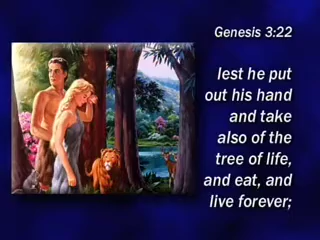 Genesis 3:22
lest he put
out his hand
and take
also of the
tree of life,
and eat, and
live forever;